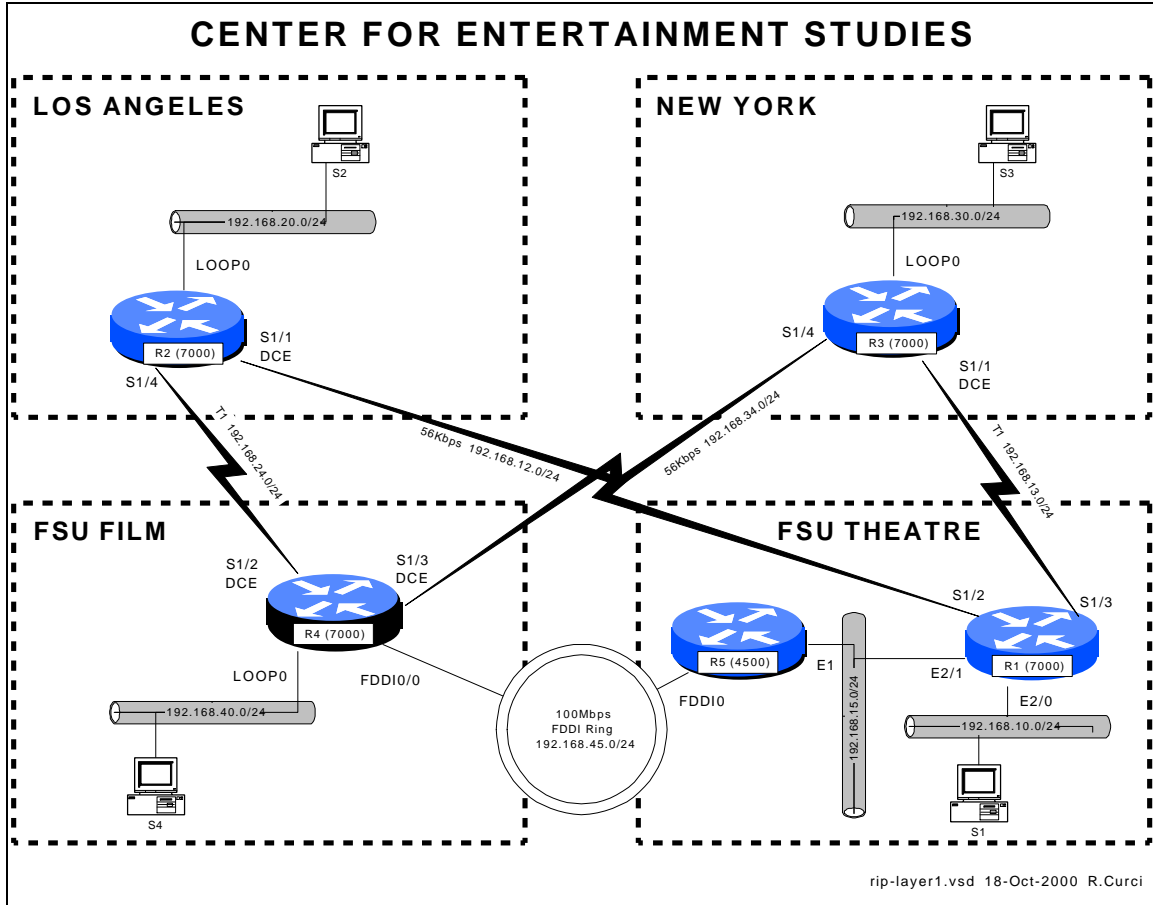 CENTER FOR ENTERTAINMENT STUDIES
LOS ANGELES
S2
192.168.20.0/24
LOOP0
R2 (7000)
S1/1
DCE
S1/4
NEW YORK
S3
192.168.30.0/24
LOOP0
S1/4
R3 (7000)
S1/1
DCE
T1 192.168.24.0/24
56Kbps 192.168.12.0/24
56Kbps 192.168.34.0/24
T1 192.168.13.0/24
FSU FILM
S1/2
DCE
S1/3
DCE
R4 (7000)
LOOP0
FDDI0/0
192.168.40.0/24
S4
100Mbps
FDDI Ring
192.168.45.0/24
FSU THEATRE
S1/2
S1/3
R5 (4500)
E1
FDDI0
192.168.15.0/24
E2/1
R1 (7000)
E2/0
192.168.10.0/24
S1
rip-layer1.vsd 18-Oct-2000 R.Curci